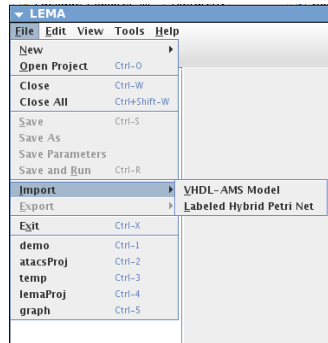 LEMA
File Edit View Tools Help
New
Open Project Ctrl-O
Close Ctrl-W
Close All Ctrl+Shift-W
Save Ctrl-S
Save As
Save Parameters
Save and Run Ctrl-R
Import
VHDL-AMS Model
Export
Labeled Hybrid Petri Net
Exit Ctrl-X
demo Ctrl-1
atacsProj Ctrl-2
temp Ctrl-3
lemaProj Ctrl-4
graph Ctrl-5